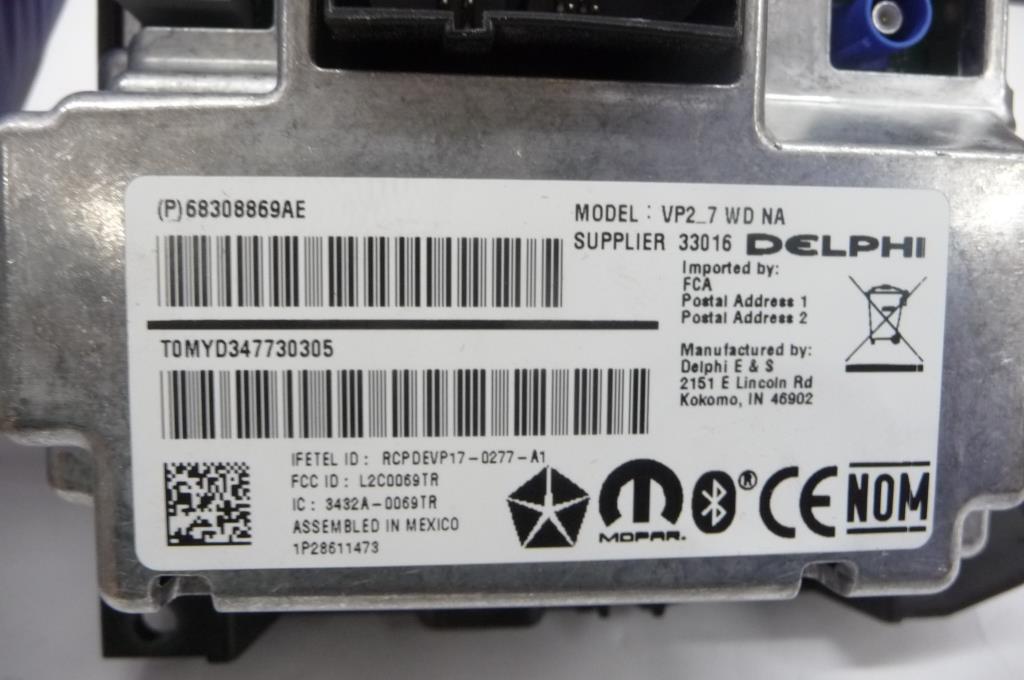 (P)68308869AE
MODEL : VP2_7 WD NA
SUPPLIER 33016 DELPHI
Imported by:
FCA
Postal Address 1
Postal Address 2
T0MYD347730305
Manufactured by:
Delphi E & S
2151 E Lincoln Rd
Kokomo, IN 46902
IFETEL ID: RCPDEVP17-0277-A1
FCC ID: L2C0069TR
IC: 3432A-0069TR
ASSEMBLED IN MEXICO
1P28611473
MOPAR.
®
CE
NOM